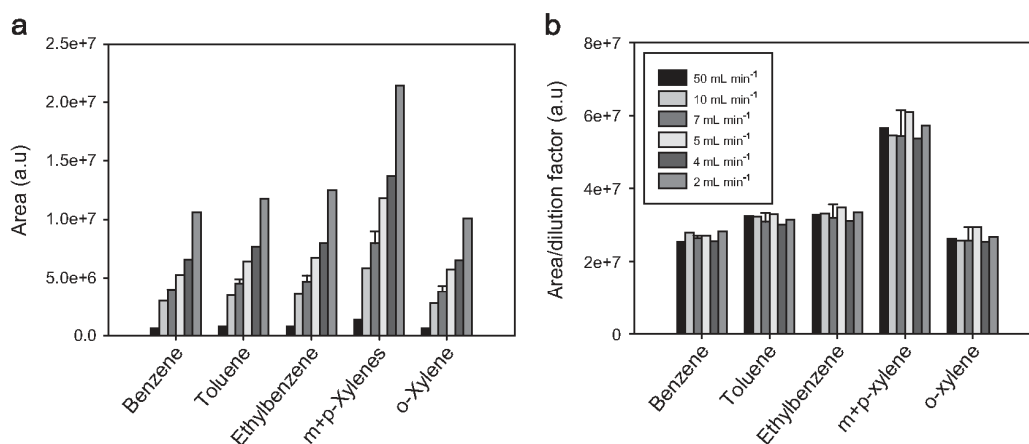 a
Area (a.u)
2.5e+7
2.0e+7
1.5e+7
1.0e+7
5.0e+6
0.0
Benzene
Toluene
Ethylbenzene
m+p-Xylenes
o-Xylene
b
Area/dilution factor (a.u)
8e+7
6e+7
4e+7
2e+7
0
50 mL min⁻¹
10 mL min⁻¹
7 mL min⁻¹
5 mL min⁻¹
4 mL min⁻¹
2 mL min⁻¹
Benzene
Toluene
Ethylbenzene
m+p-xylene
o-xylene